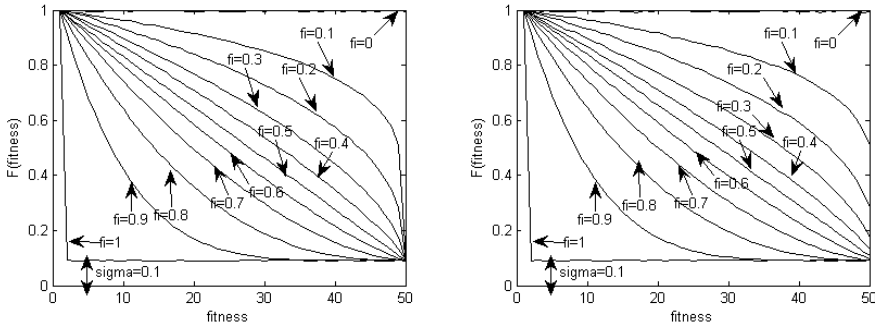 1
0.8
0.6
0.4
0.2
0
F(fitness)
0
10
20
30
40
50
fitness
fi=0
fi=0.1
fi=0.2
fi=0.3
fi=0.4
fi=0.5
fi=0.6
fi=0.7
fi=0.8
fi=0.9
fi=1
sigma=0.1
1
0.8
0.6
0.4
0.2
0
F(fitness)
0
10
20
30
40
50
fitness
fi=0
fi=0.1
fi=0.2
fi=0.3
fi=0.4
fi=0.5
fi=0.6
fi=0.7
fi=0.8
fi=0.9
fi=1
sigma=0.1